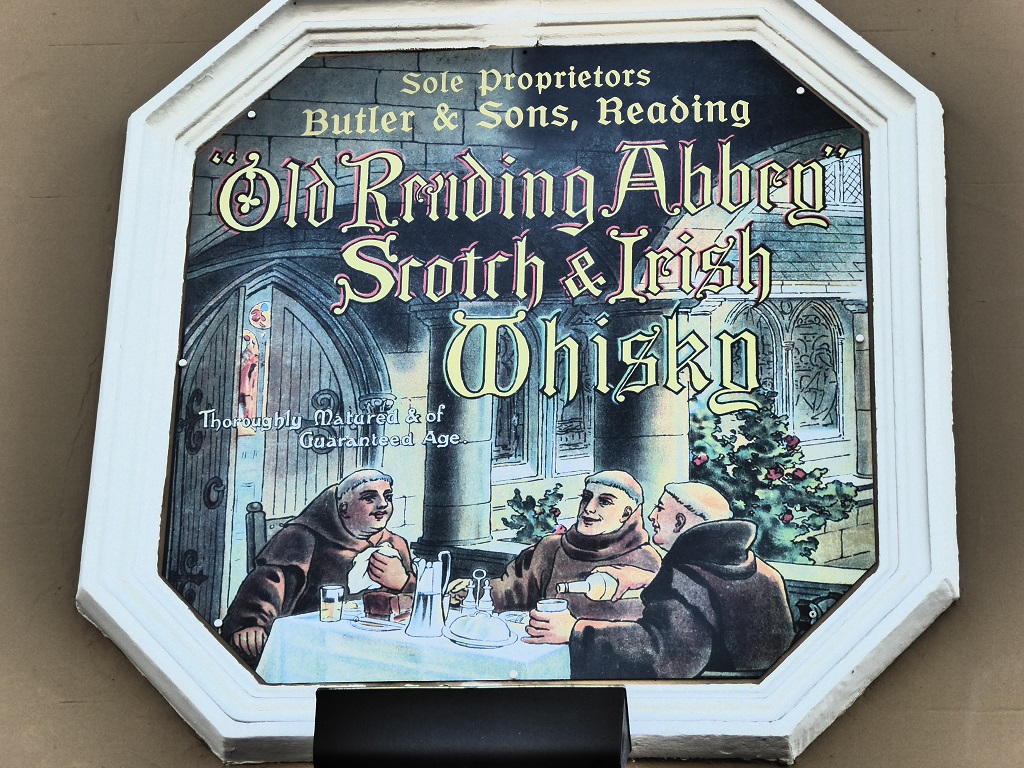 Sole Proprietors
Butler & Sons, Reading
"Old Reading Abbey"
Scotch & Irish
Whisky
Thoroughly Matured & of
Guaranteed Age.